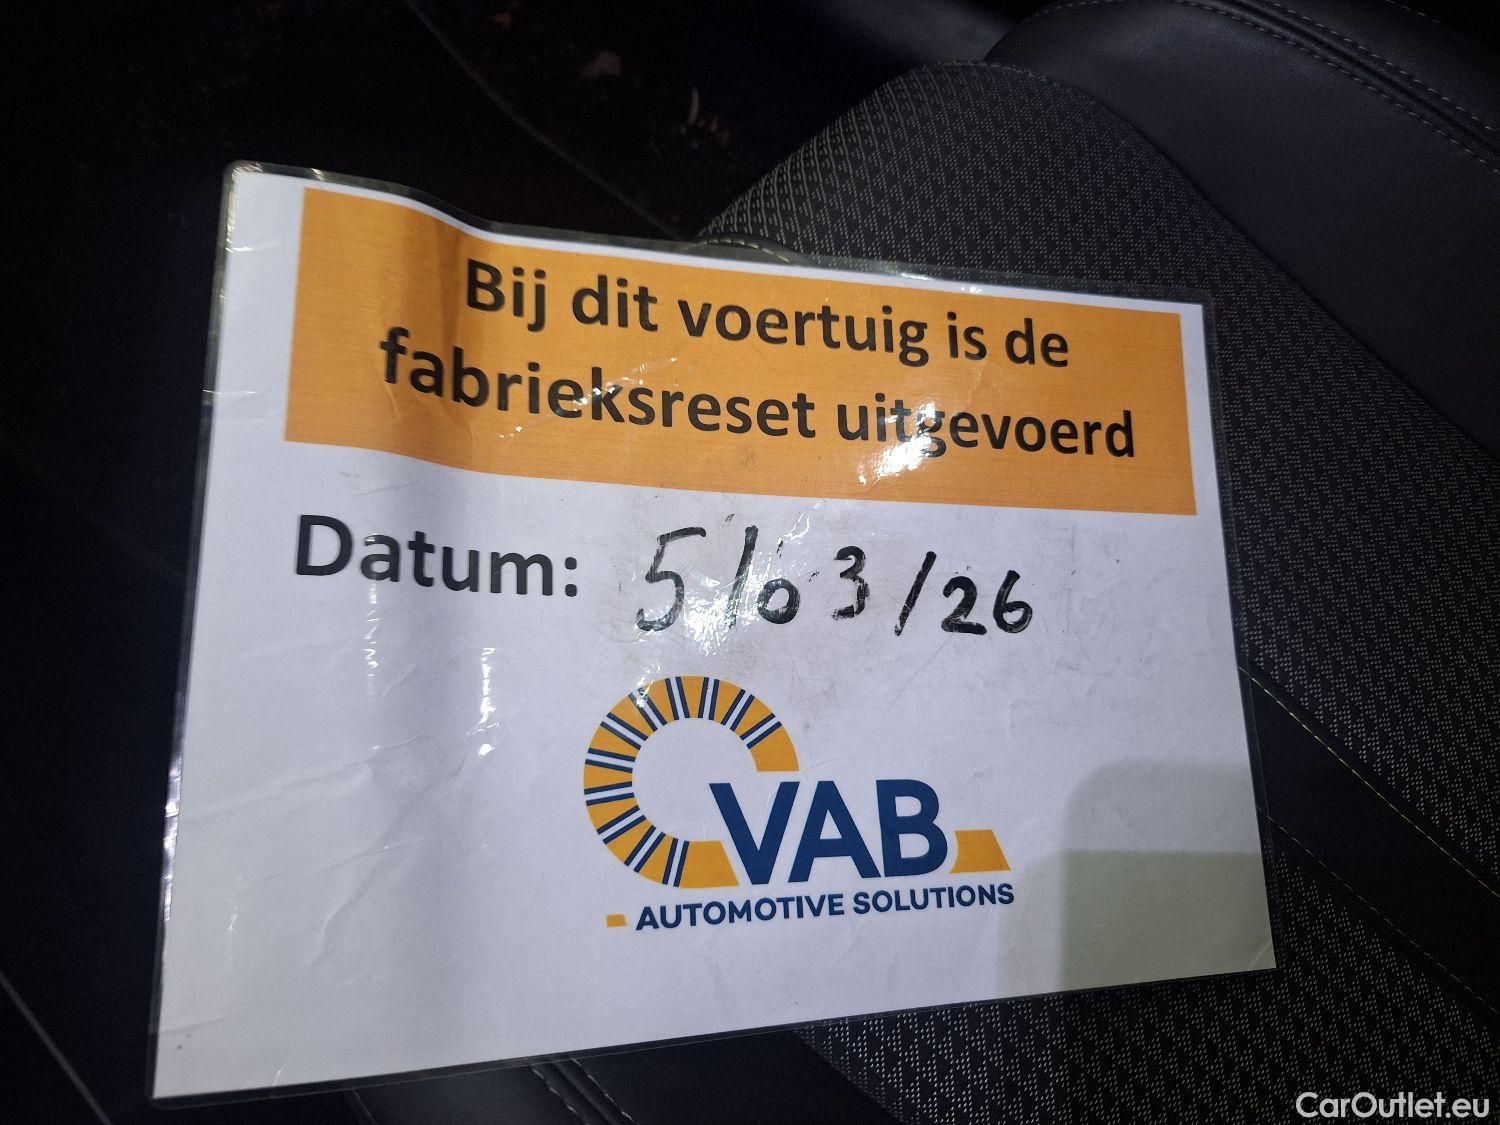 Bij dit voertuig is de
fabrieksreset uitgevoerd
Datum: 5/03/26
VAB
AUTOMOTIVE SOLUTIONS
CarOutlet.eu